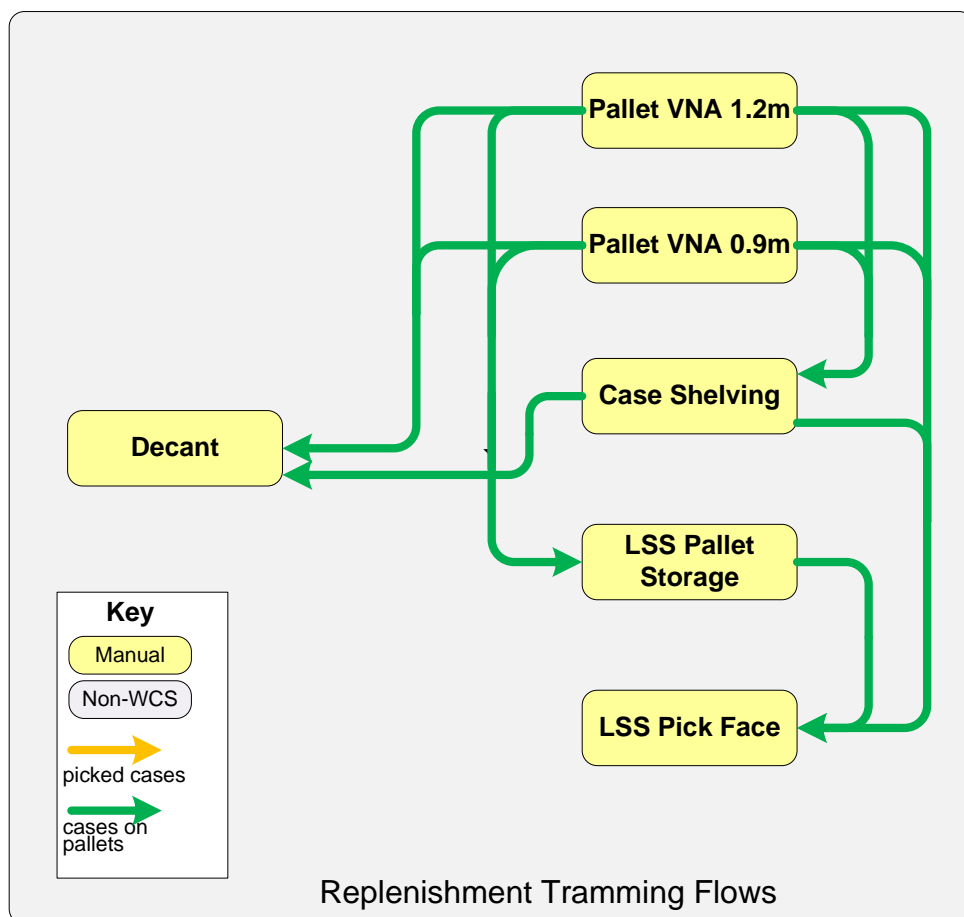 Pallet VNA 1.2m
Pallet VNA 0.9m
Case Shelving
Decant
LSS Pallet
Storage
LSS Pick Face
Key
Manual
Non-WCS
picked cases
cases on
pallets
Replenishment Tramming Flows